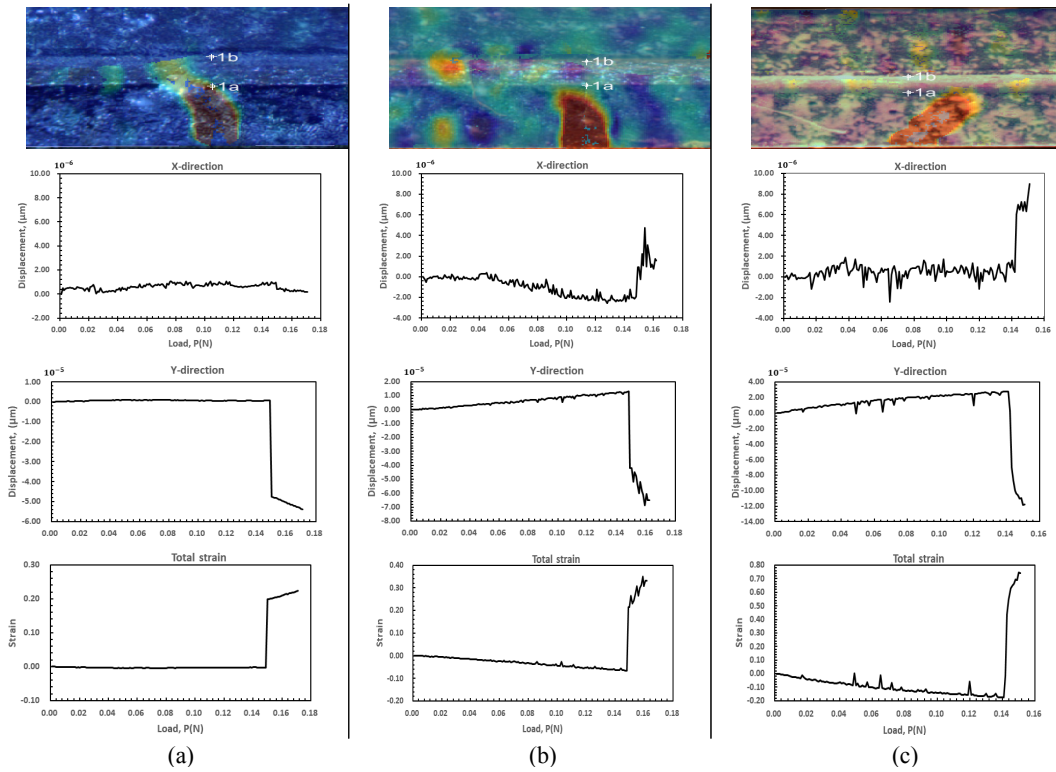 +1b
+1a
+1b
+1a
+1b
+1a
10⁻⁶ X-direction
10.00
8.00
6.00
4.00
2.00
0.00
-2.00
Displacement, (μm)
0.00 0.02 0.04 0.06 0.08 0.10 0.12 0.14 0.16 0.18
Load, P(N)
10⁻⁶ X-direction
10.00
8.00
6.00
4.00
2.00
0.00
-2.00
-4.00
Displacement, (μm)
0.00 0.02 0.04 0.06 0.08 0.10 0.12 0.14 0.16 0.18
Load, P(N)
10⁻⁶ X-direction
10.00
8.00
6.00
4.00
2.00
0.00
-2.00
-4.00
Displacement, (μm)
0.00 0.02 0.04 0.06 0.08 0.10 0.12 0.14 0.16
Load, P(N)
10⁻⁵ Y-direction
1.00
0.00
-1.00
-2.00
-3.00
-4.00
-5.00
-6.00
Displacement, (μm)
0.00 0.02 0.04 0.06 0.08 0.10 0.12 0.14 0.16 0.18
Load, P(N)
10⁻⁵ Y-direction
2.00
1.00
0.00
-1.00
-2.00
-3.00
-4.00
-5.00
-6.00
-7.00
-8.00
Displacement, (μm)
0.00 0.02 0.04 0.06 0.08 0.10 0.12 0.14 0.16 0.18
Load, P(N)
10⁻⁵ Y-direction
4.00
2.00
0.00
-2.00
-4.00
-6.00
-8.00
-10.00
-12.00
-14.00
Displacement, (μm)
0.00 0.02 0.04 0.06 0.08 0.10 0.12 0.14 0.16
Load, P(N)
Total strain
0.30
0.20
0.10
0.00
-0.10
Strain
0.00 0.02 0.04 0.06 0.08 0.10 0.12 0.14 0.16 0.18
Load, P(N)
Total strain
0.40
0.30
0.20
0.10
0.00
-0.10
-0.20
Strain
0.00 0.02 0.04 0.06 0.08 0.10 0.12 0.14 0.16 0.18
Load, P(N)
Total strain
0.80
0.70
0.60
0.50
0.40
0.30
0.20
0.10
0.00
-0.10
-0.20
Strain
0.00 0.02 0.04 0.06 0.08 0.10 0.12 0.14 0.16
Load, P(N)
(a)
(b)
(c)